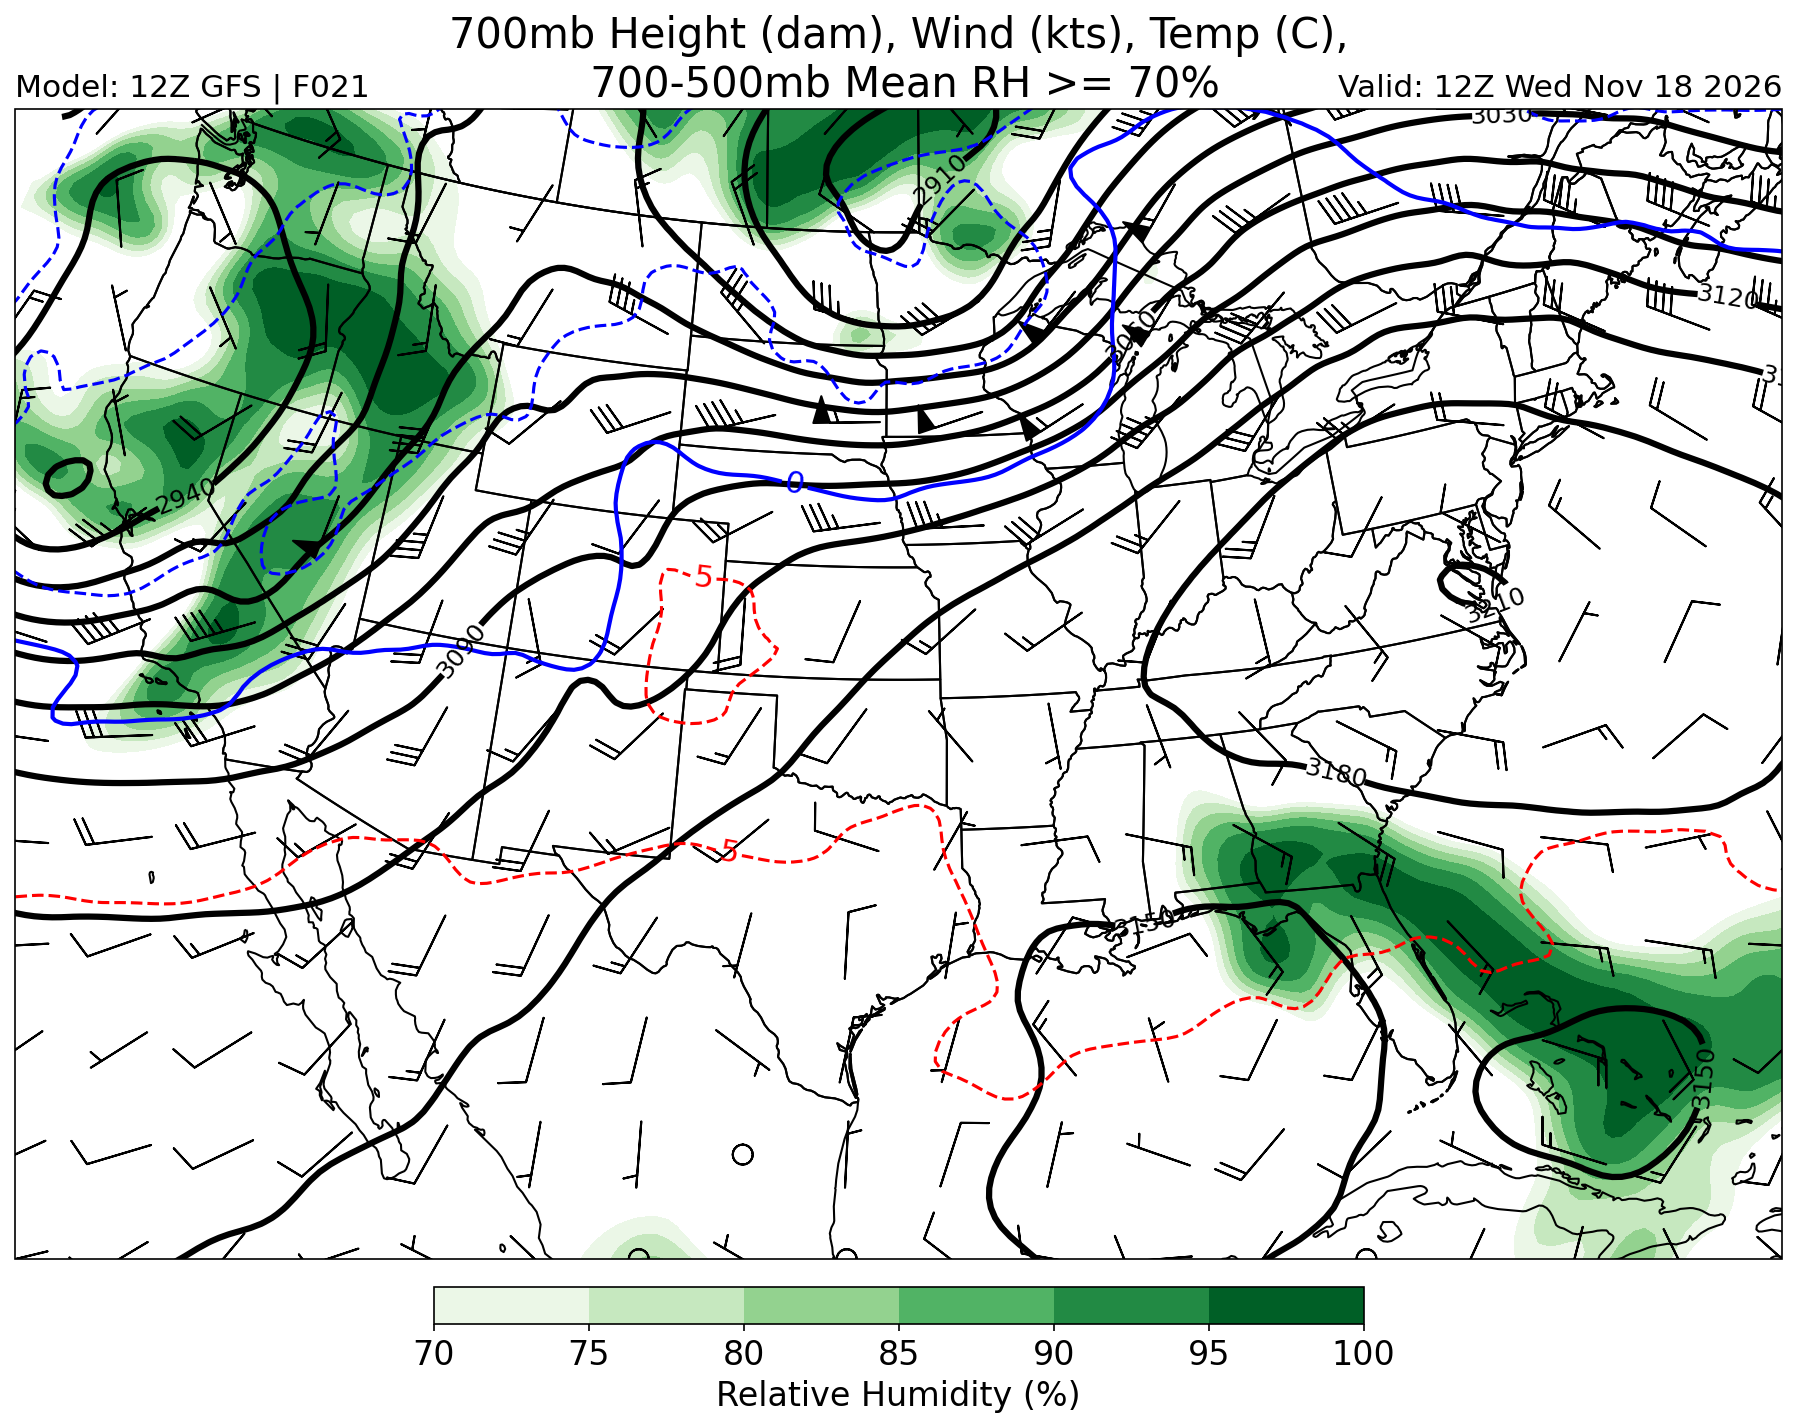 700mb Height (dam), Wind (kts), Temp (C),
700-500mb Mean RH >= 70%
Model: 12Z GFS | F021
Valid: 12Z Wed Nov 18 2026
3030
2910
3120
2940
0
5
3210
3090
3180
5
3150
3150
70 75 80 85 90 95 100
Relative Humidity (%)